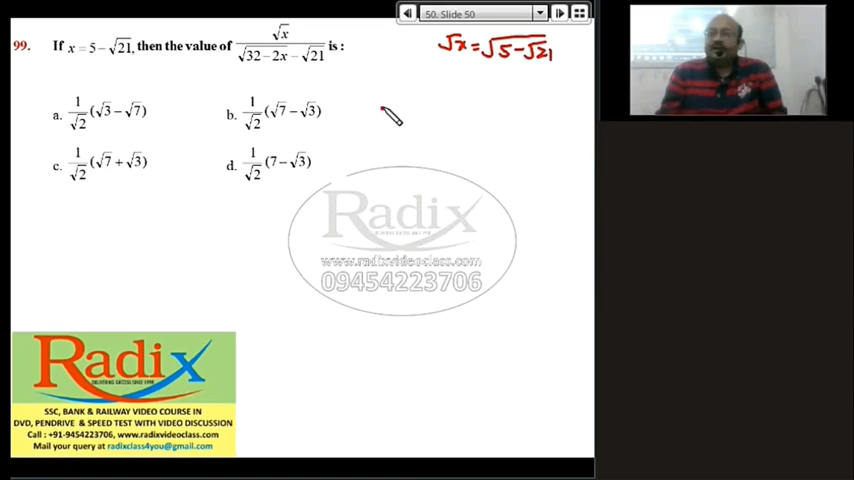 50. Slide 50
99. If x = 5 – √21, then the value of √x / (√(32 – 2x) – √21) is :
√x = √(5 – √21)
a. 1/√2 (√3 – √7) b. 1/√2 (√7 – √3)
c. 1/√2 (√7 + √3) d. 1/√2 (7 – √3)
Radix
www.radixvideoclass.com
09454223706
Radix
DELIVERING SUCCESS SINCE 1998
SSC, BANK & RAILWAY VIDEO COURSE IN
DVD, PENDRIVE & SPEED TEST WITH VIDEO DISCUSSION
Call : +91-9454223706, www.radixvideoclass.com
Mail your query at radixclass4you@gmail.com